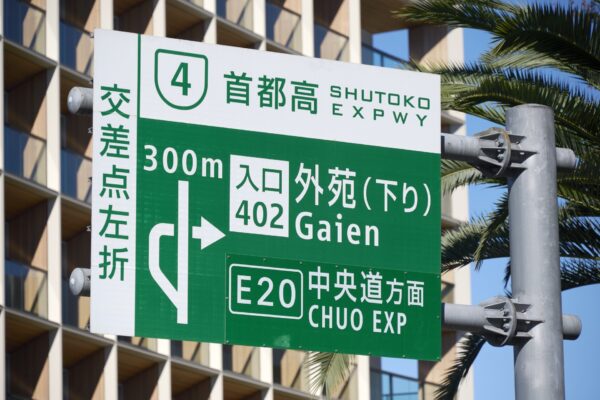 交差点左折
4
首都高 SHUTOKO EXPWY
300m
入口 402
外苑(下り)
Gaien
E20
中央道方面
CHUO EXP